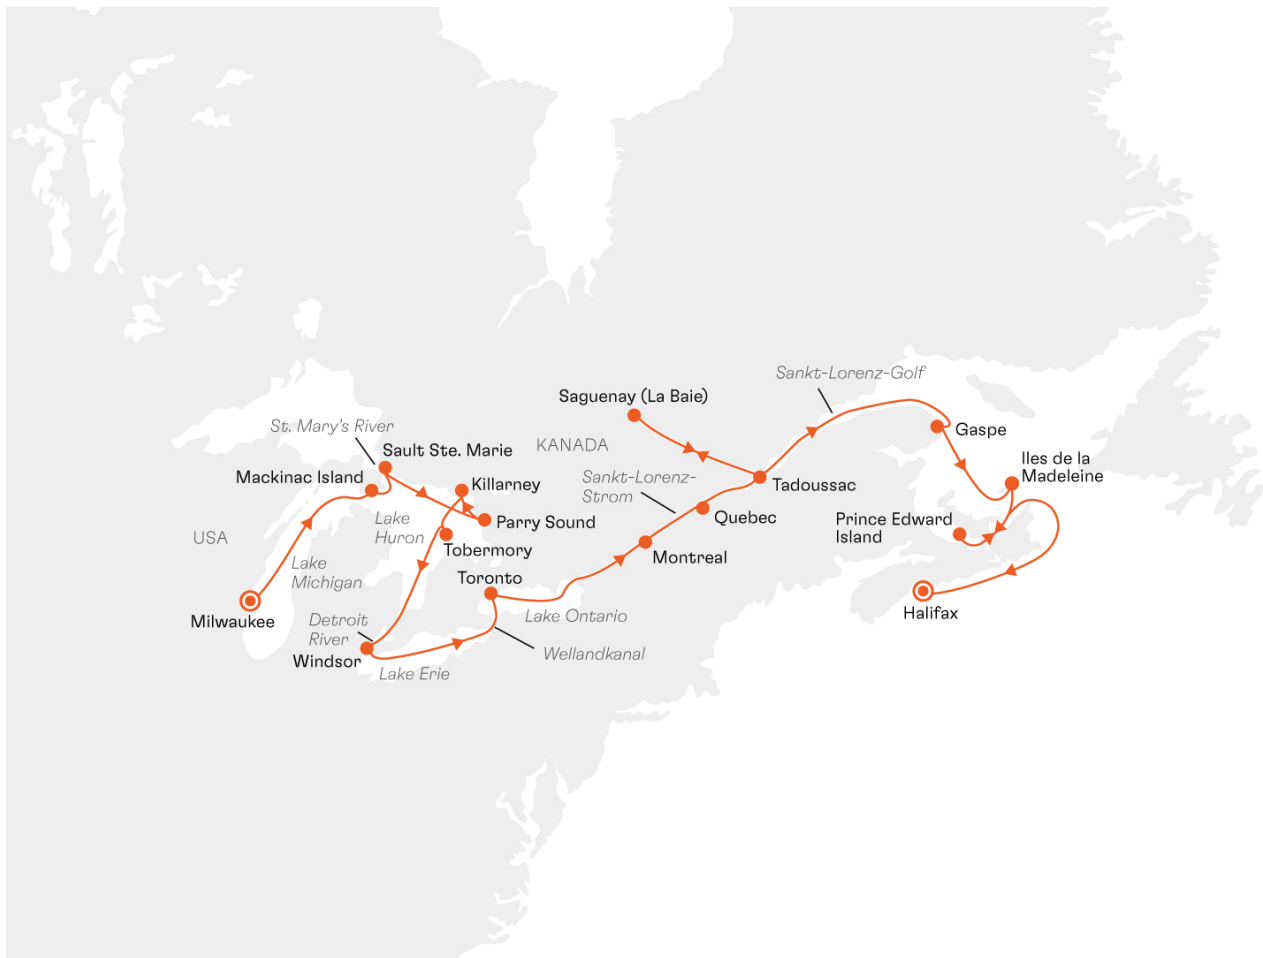 Sankt-Lorenz-Golf
Saguenay (La Baie)
St. Mary's River
Gaspe
KANADA
Sault Ste. Marie
Iles de la
Madeleine
Mackinac Island
Killarney
Sankt-Lorenz-
Strom
Tadoussac
Lake
Huron
Parry Sound
Quebec
Prince Edward
Island
USA
Tobermory
Montreal
Lake
Michigan
Toronto
Milwaukee
Lake Ontario
Halifax
Detroit
River
Wellandkanal
Windsor
Lake Erie